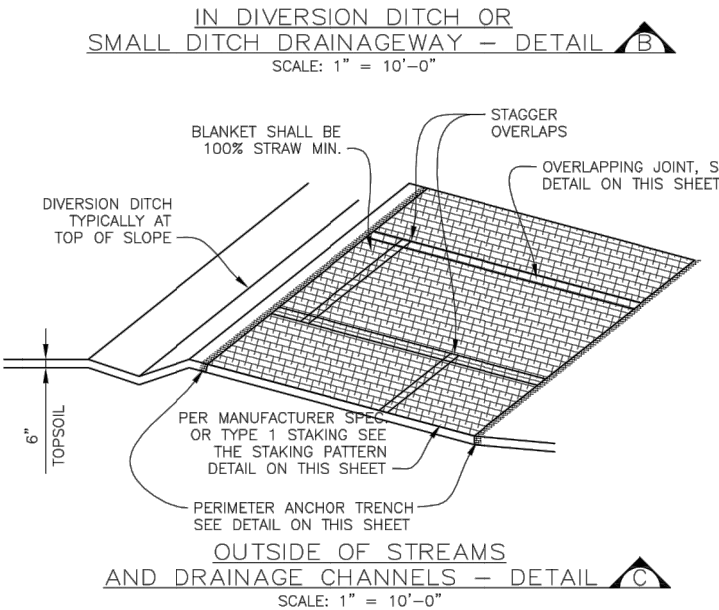 IN DIVERSION DITCH OR
SMALL DITCH DRAINAGEWAY – DETAIL B
SCALE: 1" = 10'–0"
STAGGER
OVERLAPS
BLANKET SHALL BE
100% STRAW MIN.
OVERLAPPING JOINT, S
DETAIL ON THIS SHEET
DIVERSION DITCH
TYPICALLY AT
TOP OF SLOPE
6"
TOPSOIL
PER MANUFACTURER SPEC.
OR TYPE 1 STAKING SEE
THE STAKING PATTERN
DETAIL ON THIS SHEET
PERIMETER ANCHOR TRENCH
SEE DETAIL ON THIS SHEET
OUTSIDE OF STREAMS
AND DRAINAGE CHANNELS – DETAIL C
SCALE: 1" = 10'–0"